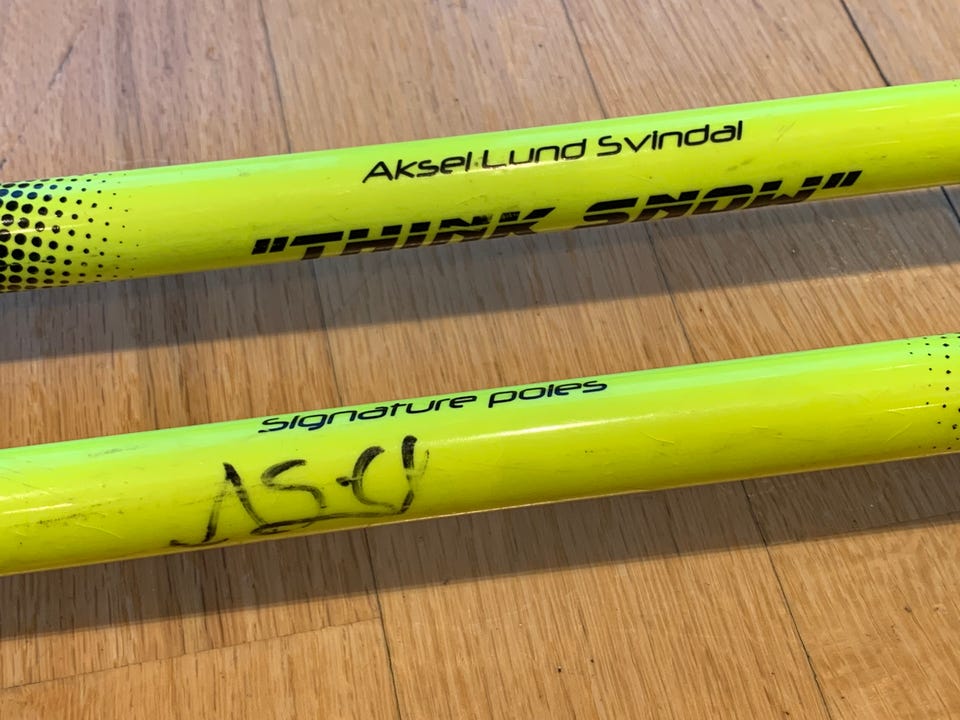 Aksel Lund Svindal
"THINK SNOW"
Signature poles